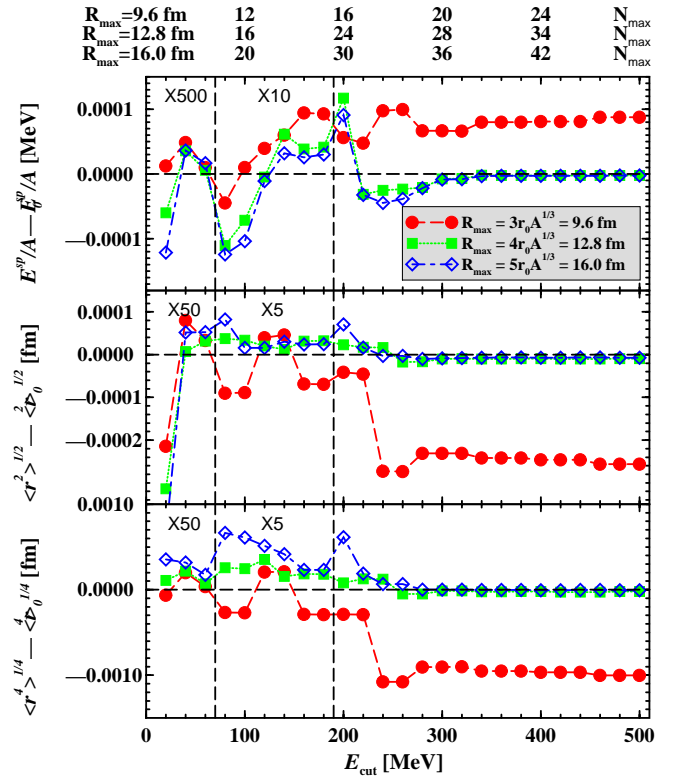 R_max=9.6 fm 12 16 20 24 N_max
R_max=12.8 fm 16 24 28 34 N_max
R_max=16.0 fm 20 30 36 42 N_max
X500 X10
0.0001
0.0000
—0.0001
E^sp/A — E_r^sp/A [MeV]
R_max = 3r_0A^1/3 = 9.6 fm
R_max = 4r_0A^1/3 = 12.8 fm
R_max = 5r_0A^1/3 = 16.0 fm
X50 X5
0.0001
0.0000
—0.0001
—0.0002
<r^2>^1/2 — <r^2>_0^1/2 [fm]
X50 X5
0.0010
0.0000
—0.0010
<r^4>^1/4 — <r^4>_0^1/4 [fm]
0 100 200 300 400 500
E_cut [MeV]